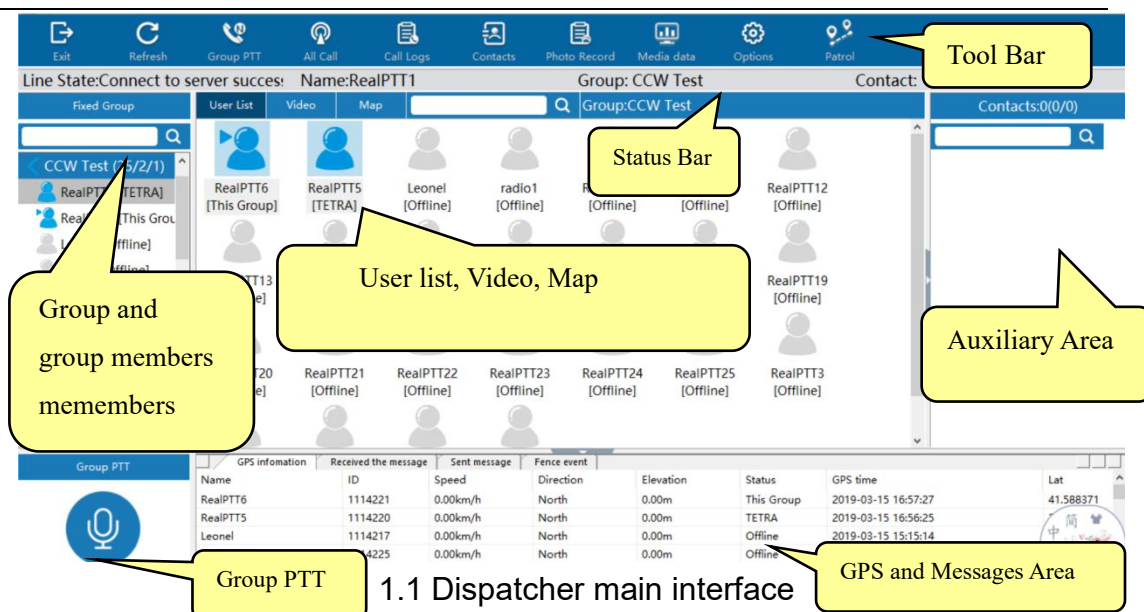 Exit Refresh Group PTT All Call Call Logs Contacts Photo Record Media data Options Patrol
Tool Bar
Line State:Connect to server succes: Name:RealPTT1 Group: CCW Test Contact:
Fixed Group User List Video Map Group:CCW Test Contacts:0(0/0)
Status Bar
CCW Test
RealPTT [TETRA]
This Grou
RealPTT6 RealPTT5 Leonel radio1 RealPTT12
[This Group] [TETRA] [Offline] [Offline] [Offline] [Offline] [Offline]
User list, Video, Map
RealPTT19
[Offline]
Group and
group members
memembers
Auxiliary Area
RealPTT21 RealPTT22 RealPTT23 RealPTT24 RealPTT25 RealPTT3
[Offline] [Offline] [Offline] [Offline] [Offline] [Offline]
Group PTT
GPS infomation Received the message Sent message Fence event
Name ID Speed Direction Elevation Status GPS time Lat
RealPTT6 1114221 0.00km/h North 0.00m This Group 2019-03-15 16:57:27 41.588371
RealPTT5 1114220 0.00km/h North 0.00m TETRA 2019-03-15 16:56:25
Leonel 1114217 0.00km/h North 0.00m Offline 2019-03-15 15:15:14
0.00km/h North 0.00m Offline
中 简
Group PTT
GPS and Messages Area
1.1 Dispatcher main interface